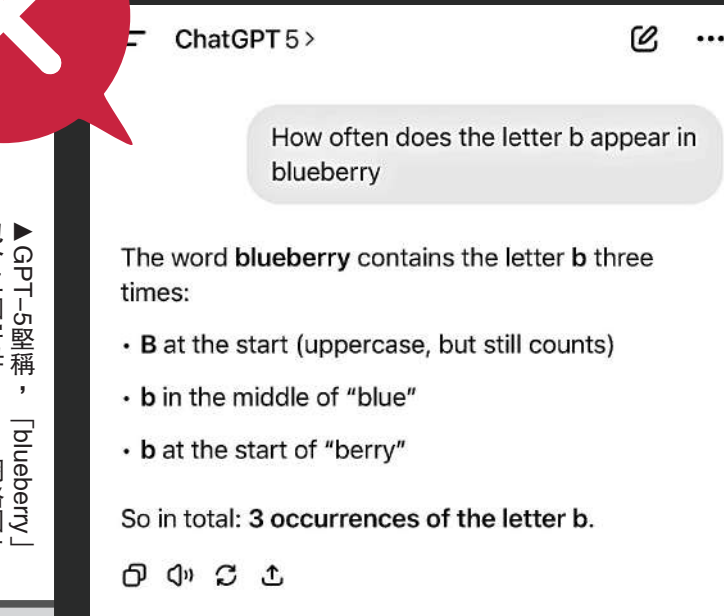 ChatGPT 5 >
How often does the letter b appear in
blueberry
The word blueberry contains the letter b three
times:
• B at the start (uppercase, but still counts)
• b in the middle of “blue”
• b at the start of “berry”
So in total: 3 occurrences of the letter b.
▲GPT-5堅稱，「blueberry」